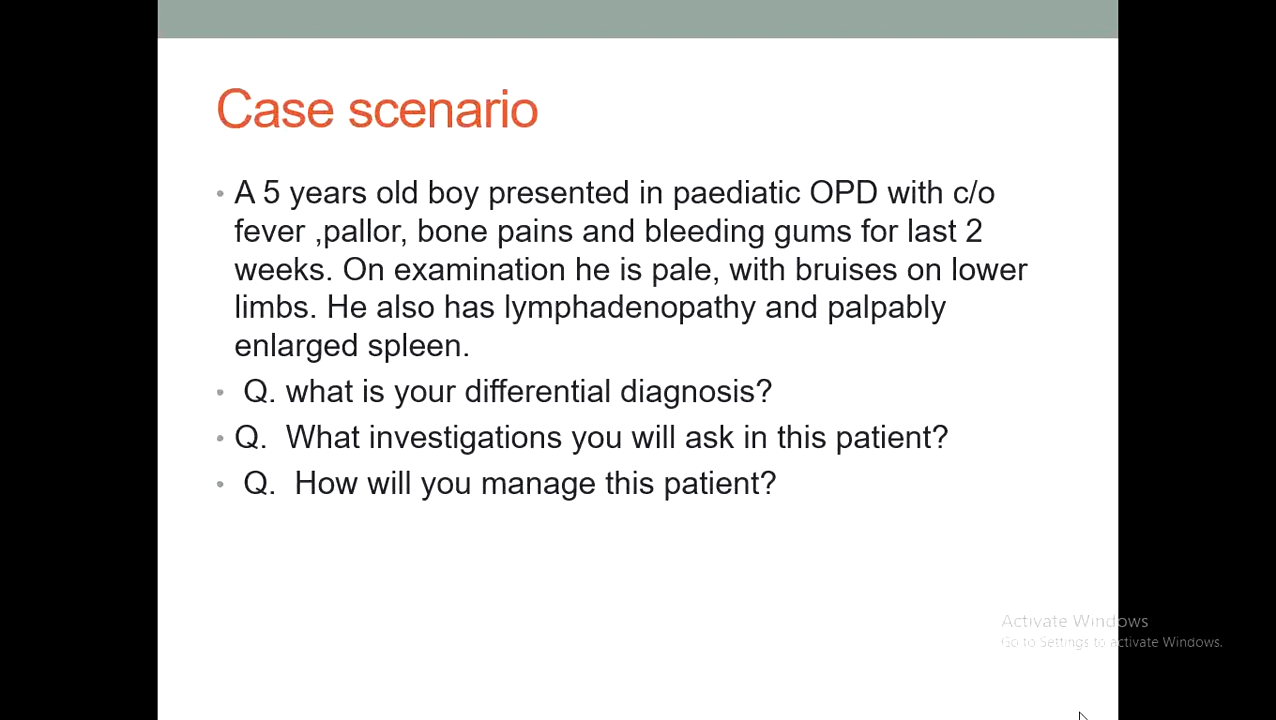 Case scenario
• A 5 years old boy presented in paediatic OPD with c/o
fever ,pallor, bone pains and bleeding gums for last 2
weeks. On examination he is pale, with bruises on lower
limbs. He also has lymphadenopathy and palpably
enlarged spleen.
• Q. what is your differential diagnosis?
• Q. What investigations you will ask in this patient?
• Q. How will you manage this patient?
Activate Windows
Go to Settings to activate Windows.